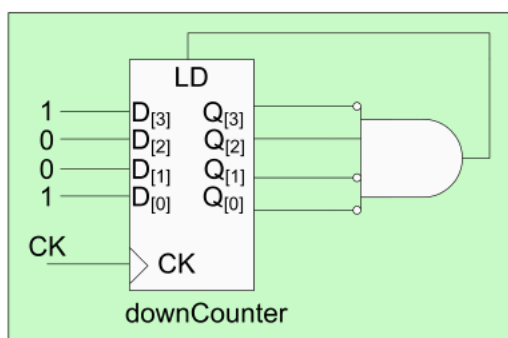 LD
1 D[3] Q[3]
0 D[2] Q[2]
0 D[1] Q[1]
1 D[0] Q[0]
CK CK
downCounter